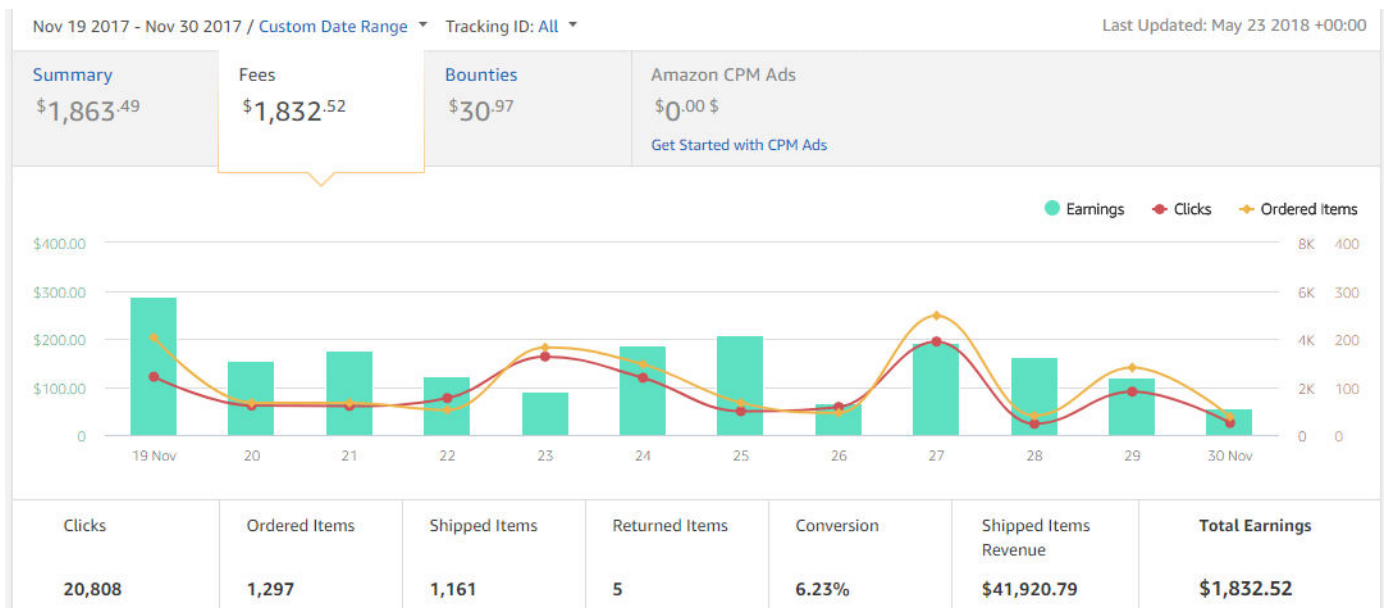 Nov 19 2017 - Nov 30 2017 / Custom Date Range Tracking ID: All Last Updated: May 23 2018 +00:00
Summary Fees Bounties Amazon CPM Ads
$1,863.49 $1,832.52 $30.97 $0.00 $
Get Started with CPM Ads
Earnings Clicks Ordered Items
$400.00 8K 400
$300.00 6K 300
$200.00 4K 200
$100.00 2K 100
0 0 0
19 Nov 20 21 22 23 24 25 26 27 28 29 30 Nov
Clicks Ordered Items Shipped Items Returned Items Conversion Shipped Items Total Earnings
Revenue
20,808 1,297 1,161 5 6.23% $41,920.79 $1,832.52